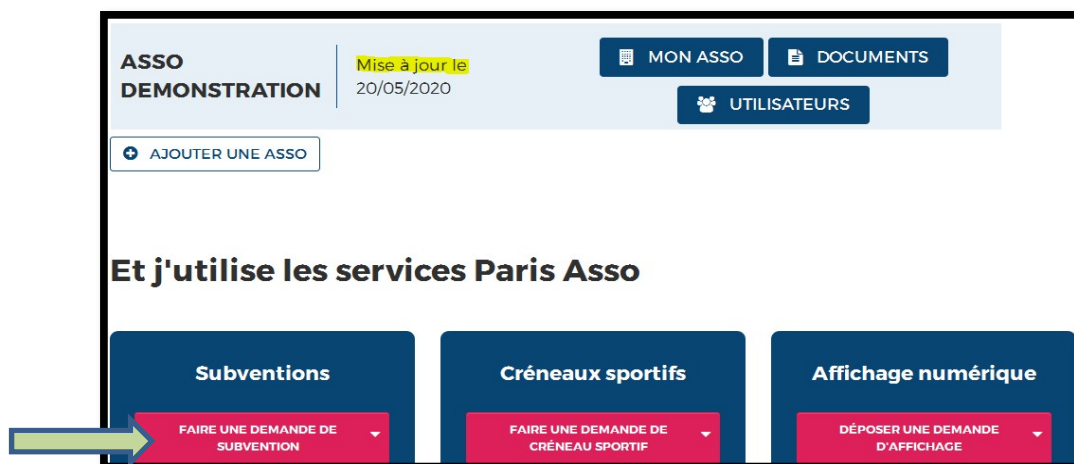 ASSO
DEMONSTRATION
Mise à jour le
20/05/2020
MON ASSO
DOCUMENTS
UTILISATEURS
AJOUTER UNE ASSO
Et j'utilise les services Paris Asso
Subventions
FAIRE UNE DEMANDE DE
SUBVENTION
Créneaux sportifs
FAIRE UNE DEMANDE DE
CRÉNEAU SPORTIF
Affichage numérique
DÉPOSER UNE DEMANDE
D'AFFICHAGE